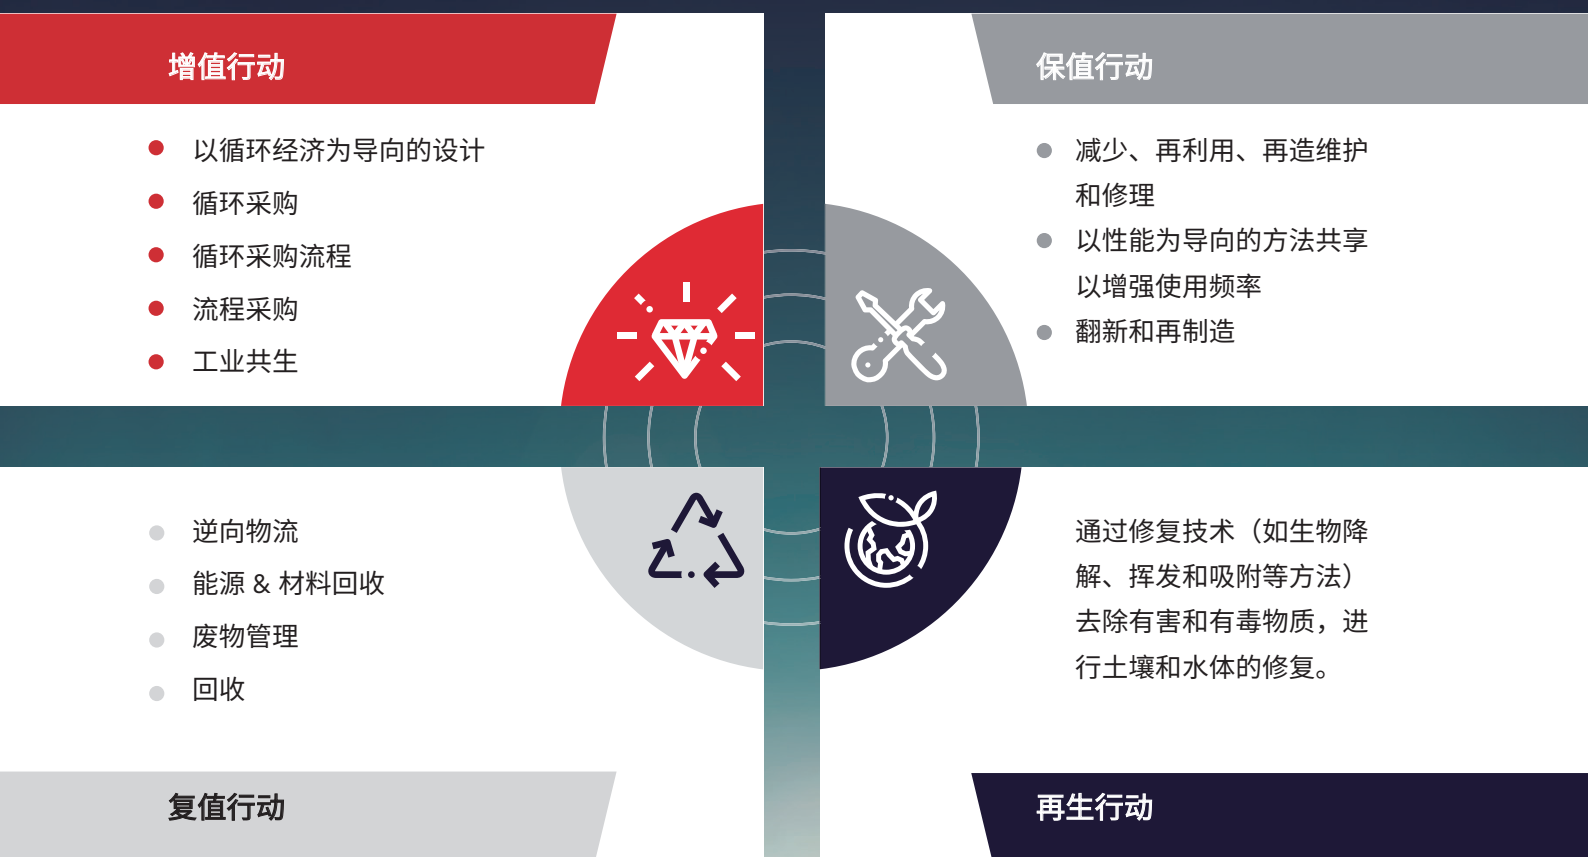 增值行动
以循环经济为导向的设计
循环采购
循环采购流程
流程采购
工业共生
保值行动
减少、再利用、再造维护
和修理
以性能为导向的方法共享
以增强使用频率
翻新和再制造
逆向物流
能源 & 材料回收
废物管理
回收
复值行动
通过修复技术（如生物降
解、挥发和吸附等方法）
去除有害和有毒物质，进
行土壤和水体的修复。
再生行动